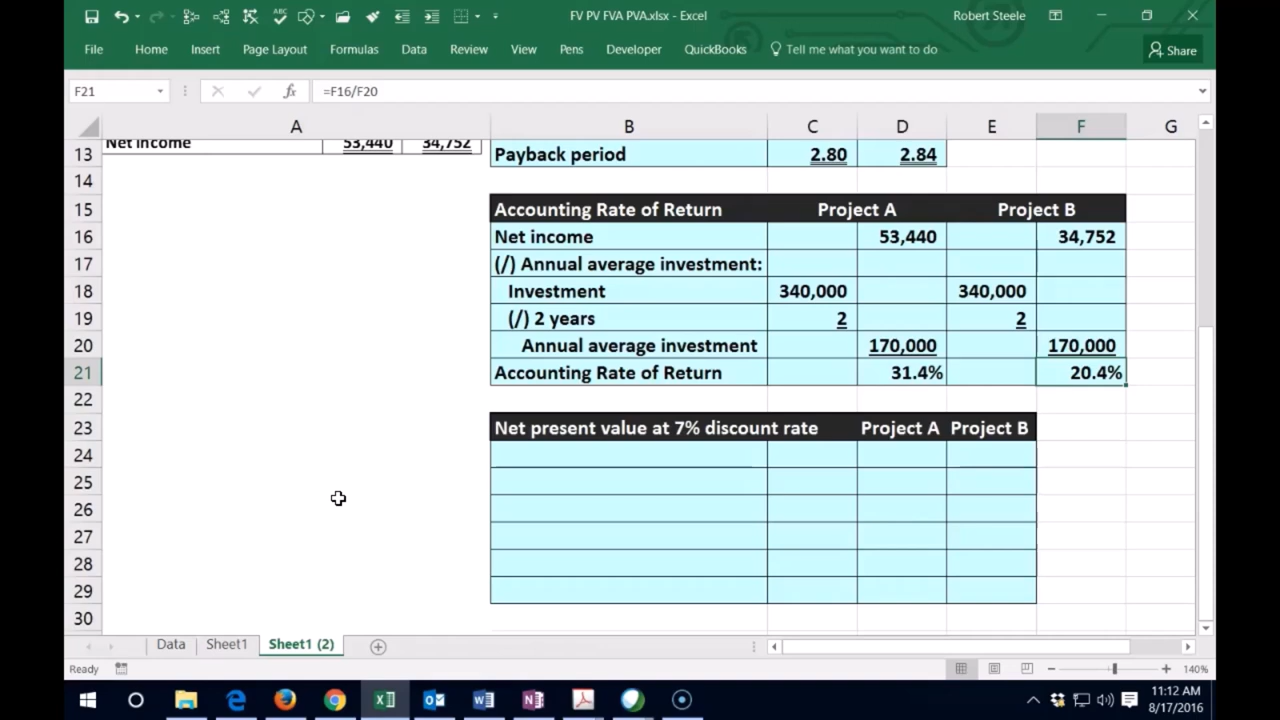 FV PV FVA PVA.xlsx - Excel
Robert Steele
File Home Insert Page Layout Formulas Data Review View Pens Developer QuickBooks Tell me what you want to do Share
F21 fx =F16/F20
A B C D E F G
Net income 53,440 34,752
13 Payback period 2.80 2.84
14
15 Accounting Rate of Return Project A Project B
16 Net income 53,440 34,752
17 (/) Annual average investment:
18 Investment 340,000 340,000
19 (/) 2 years 2 2
20 Annual average investment 170,000 170,000
21 Accounting Rate of Return 31.4% 20.4%
22
23 Net present value at 7% discount rate Project A Project B
24
25
26
27
28
29
30
Data Sheet1 Sheet1 (2)
Ready 140%
11:12 AM
8/17/2016